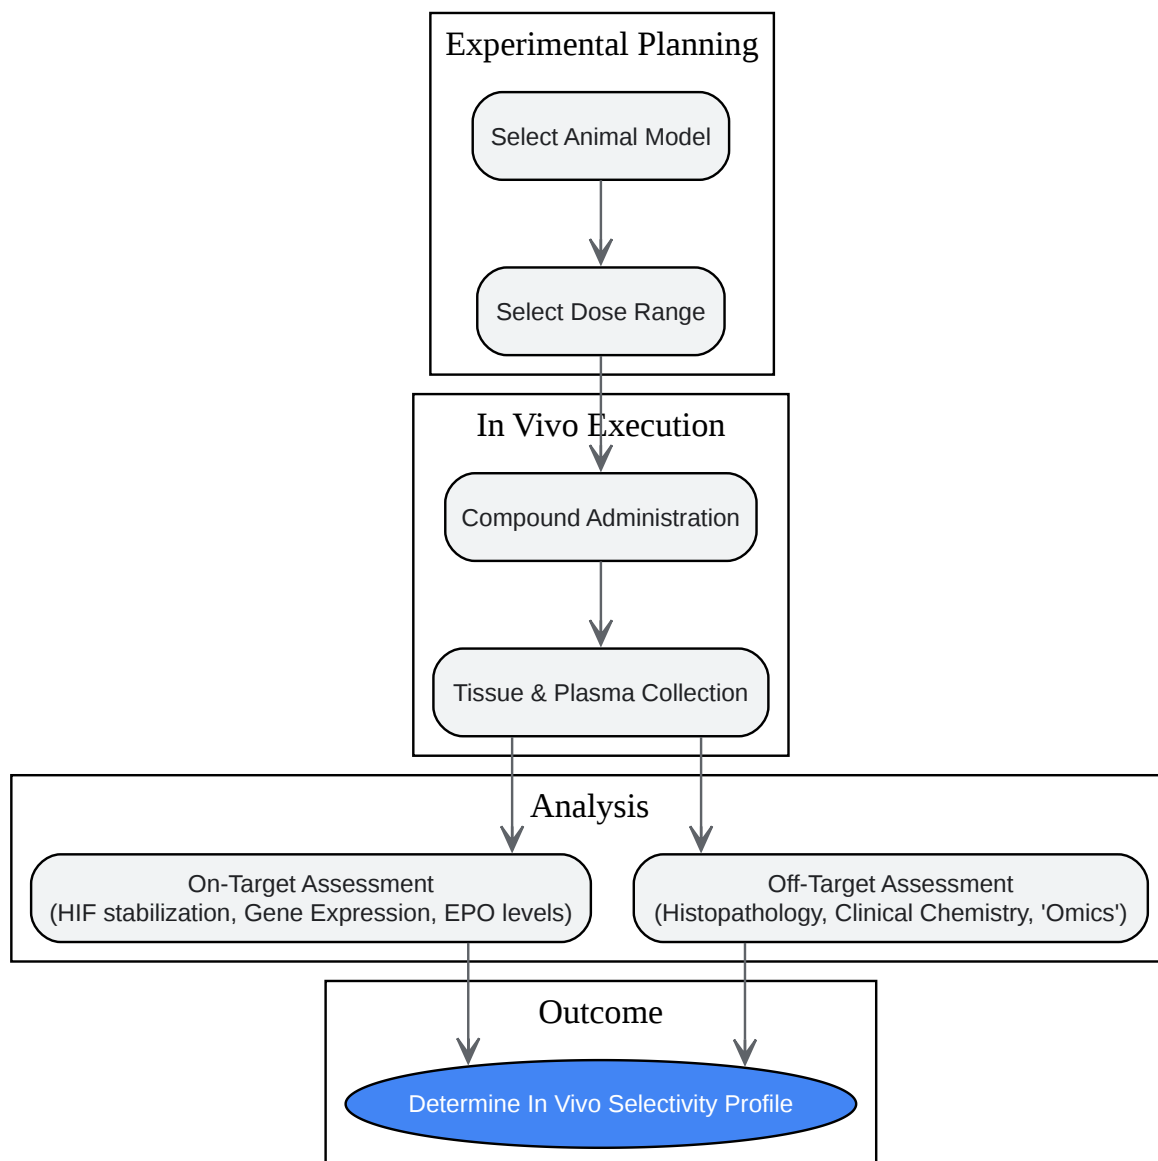 Experimental Planning
Select Animal Model
Select Dose Range
In Vivo Execution
Compound Administration
Tissue & Plasma Collection
Analysis
On-Target Assessment
(HIF stabilization, Gene Expression, EPO levels)
Off-Target Assessment
(Histopathology, Clinical Chemistry, 'Omics')
Outcome
Determine In Vivo Selectivity Profile